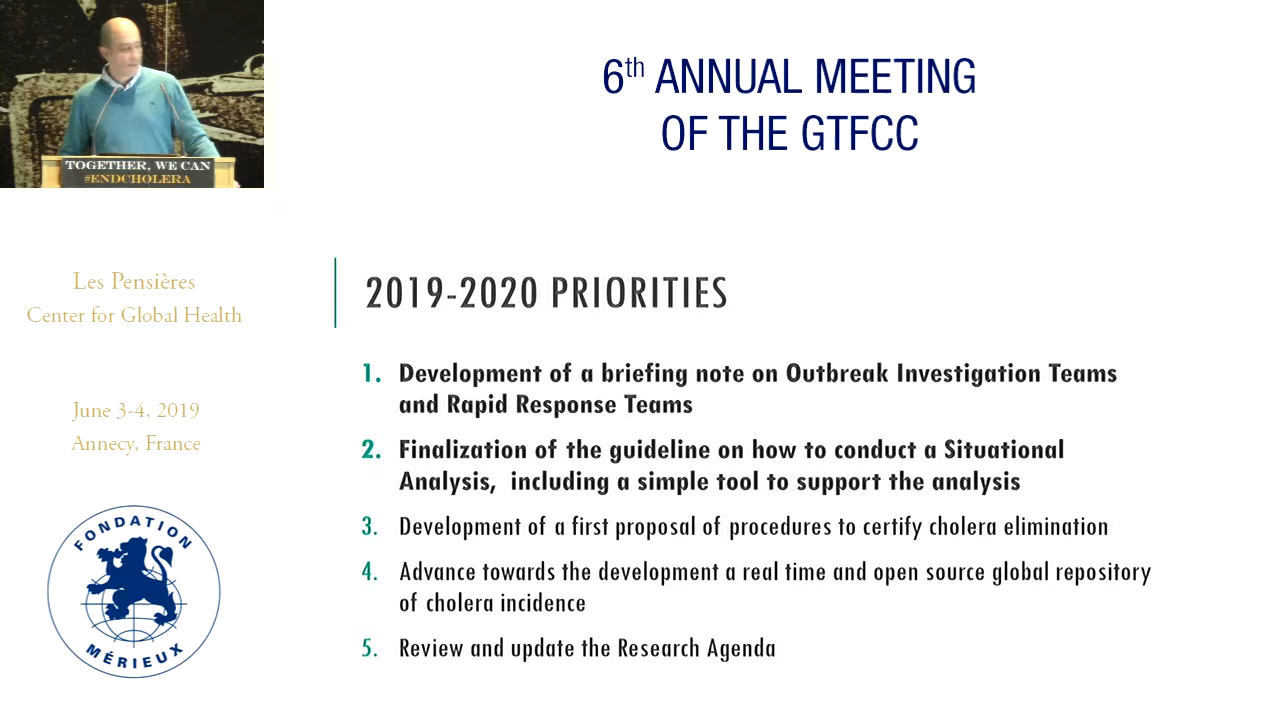 TOGETHER, WE CAN
#ENDCHOLERA
6th ANNUAL MEETING
OF THE GTFCC
Les Pensières
Center for Global Health
June 3-4, 2019
Annecy, France
FONDATION
MÉRIEUX
2019-2020 PRIORITIES
1. Development of a briefing note on Outbreak Investigation Teams
and Rapid Response Teams
2. Finalization of the guideline on how to conduct a Situational
Analysis, including a simple tool to support the analysis
3. Development of a first proposal of procedures to certify cholera elimination
4. Advance towards the development a real time and open source global repository
of cholera incidence
5. Review and update the Research Agenda